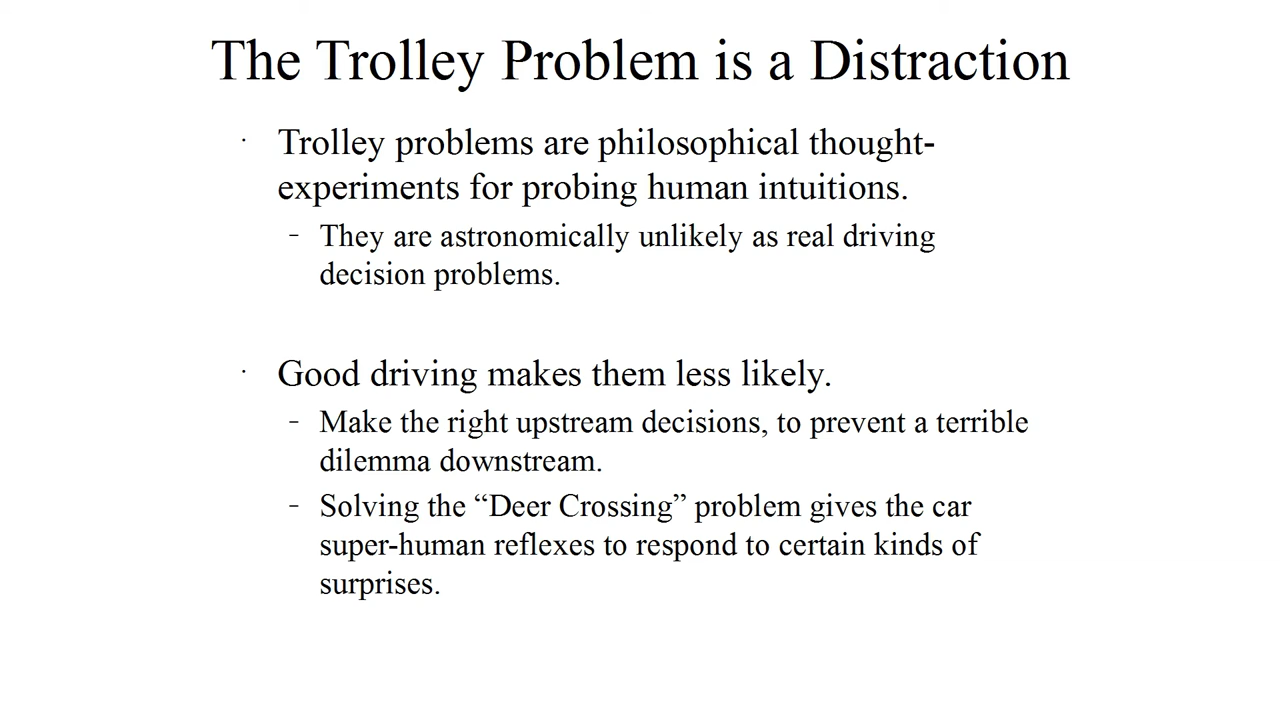 The Trolley Problem is a Distraction
· Trolley problems are philosophical thought-
experiments for probing human intuitions.
– They are astronomically unlikely as real driving
decision problems.
· Good driving makes them less likely.
– Make the right upstream decisions, to prevent a terrible
dilemma downstream.
– Solving the “Deer Crossing” problem gives the car
super-human reflexes to respond to certain kinds of
surprises.